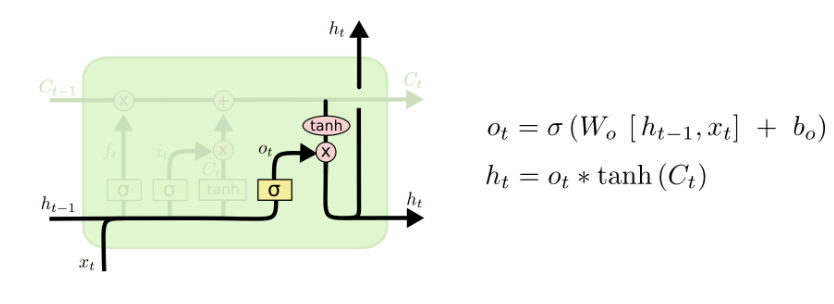 h_t
C_{t-1}
C_t
x
+
tanh
f_t
i_t
x
o_t
x
C̃_t
σ
σ
tanh
σ
h_{t-1}
h_t
x_t
o_t = σ (W_o [h_{t-1}, x_t] + b_o)
h_t = o_t * tanh (C_t)